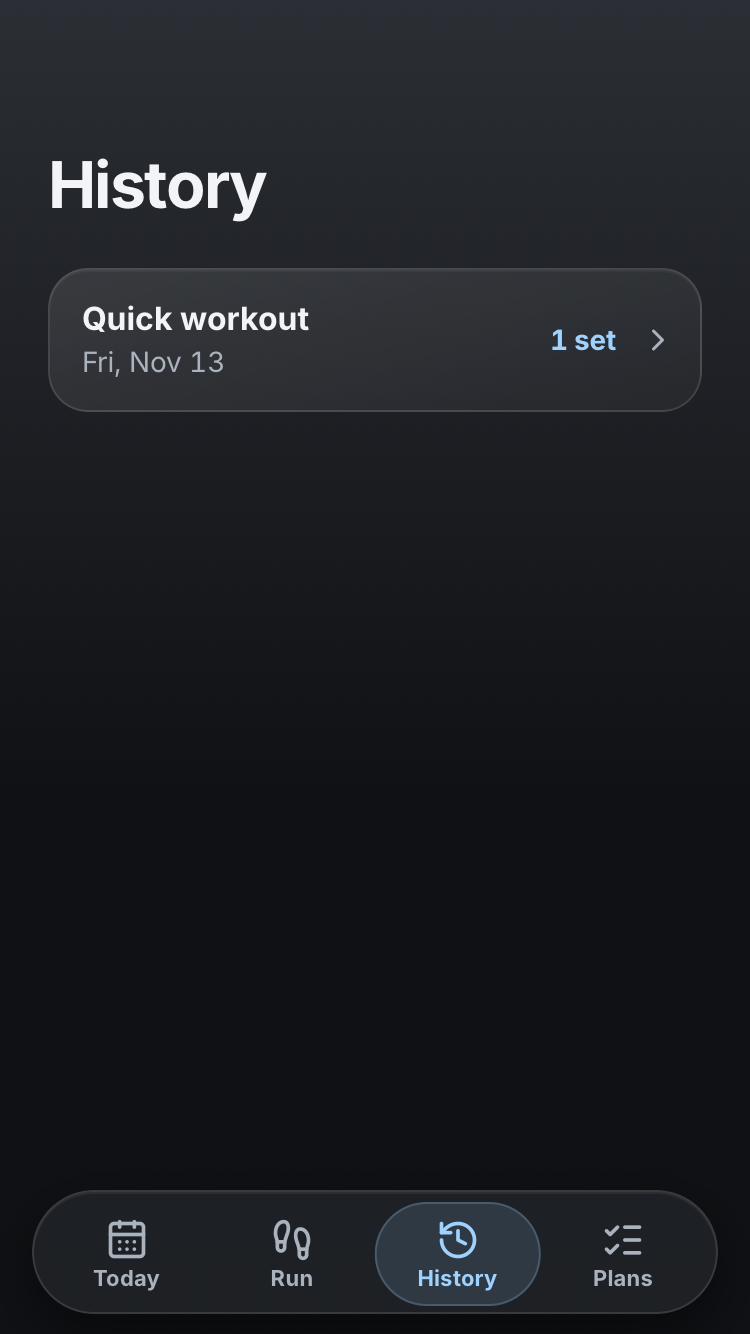 History
Quick workout
Fri, Nov 13
1 set
Today
Run
History
Plans